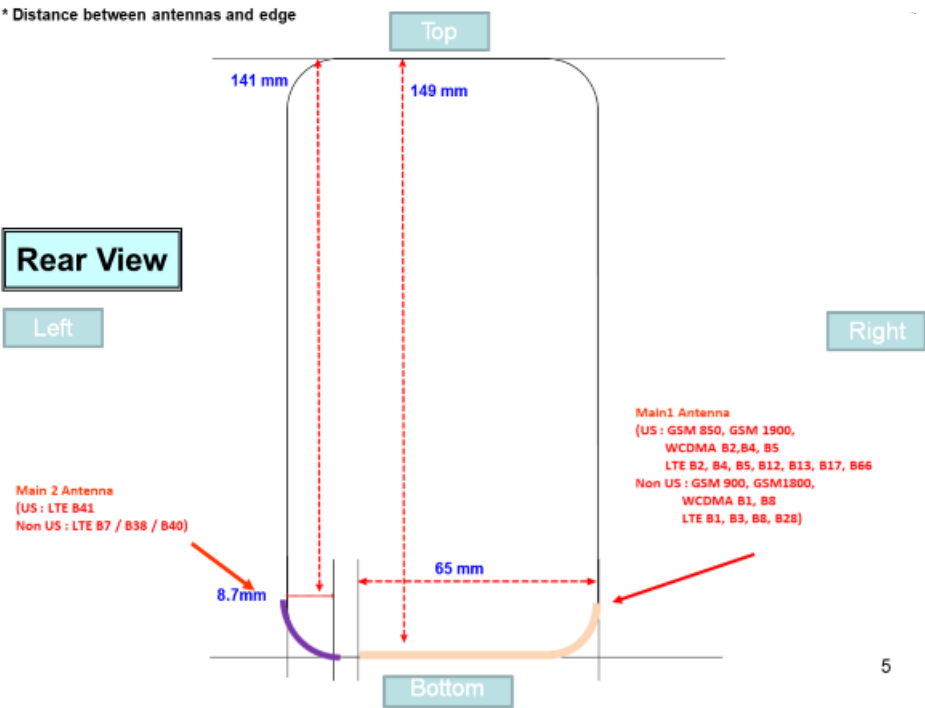 * Distance between antennas and edge
Top
141 mm
149 mm
Rear View
Left
Right
Main1 Antenna
(US : GSM 850, GSM 1900,
WCDMA B2,B4, B5
LTE B2, B4, B5, B12, B13, B17, B66
Non US : GSM 900, GSM1800,
WCDMA B1, B8
LTE B1, B3, B8, B28)
Main 2 Antenna
(US : LTE B41
Non US : LTE B7 / B38 / B40)
65 mm
8.7mm
5
Bottom